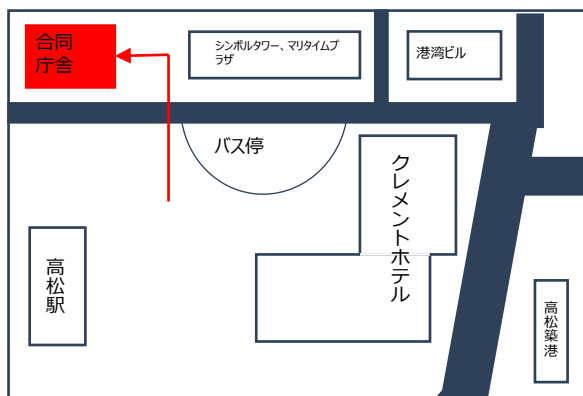 合同
庁舎
シンボルタワー、マリタイムプ
ラザ
港湾ビル
バス停
クレメントホテル
高松駅
高松築港